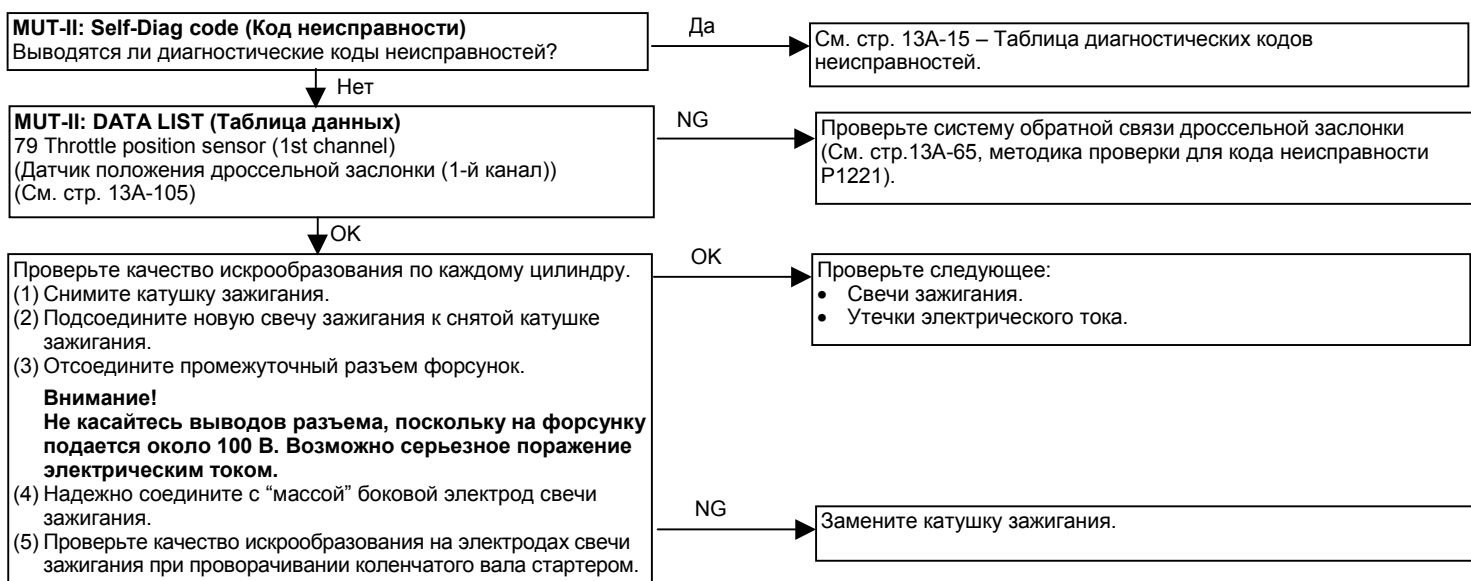 MUT-II: Self-Diag code (Код неисправности)
Выводятся ли диагностические коды неисправностей?
Да
См. стр. 13A-15 – Таблица диагностических кодов
неисправностей.
Нет
MUT-II: DATA LIST (Таблица данных)
79 Throttle position sensor (1st channel)
(Датчик положения дроссельной заслонки (1-й канал))
(См. стр. 13A-105)
NG
Проверьте систему обратной связи дроссельной заслонки
(См. стр.13A-65, методика проверки для кода неисправности
P1221).
OK
Проверьте качество искрообразования по каждому цилиндру.
(1) Снимите катушку зажигания.
(2) Подсоедините новую свечу зажигания к снятой катушке
зажигания.
(3) Отсоедините промежуточный разъем форсунок.
Внимание!
Не касайтесь выводов разъема, поскольку на форсунку
подается около 100 В. Возможно серьезное поражение
электрическим током.
(4) Надежно соедините с “массой” боковой электрод свечи
зажигания.
(5) Проверьте качество искрообразования на электродах свечи
зажигания при проворачивании коленчатого вала стартером.
OK
Проверьте следующее:
• Свечи зажигания.
• Утечки электрического тока.
NG
Замените катушку зажигания.